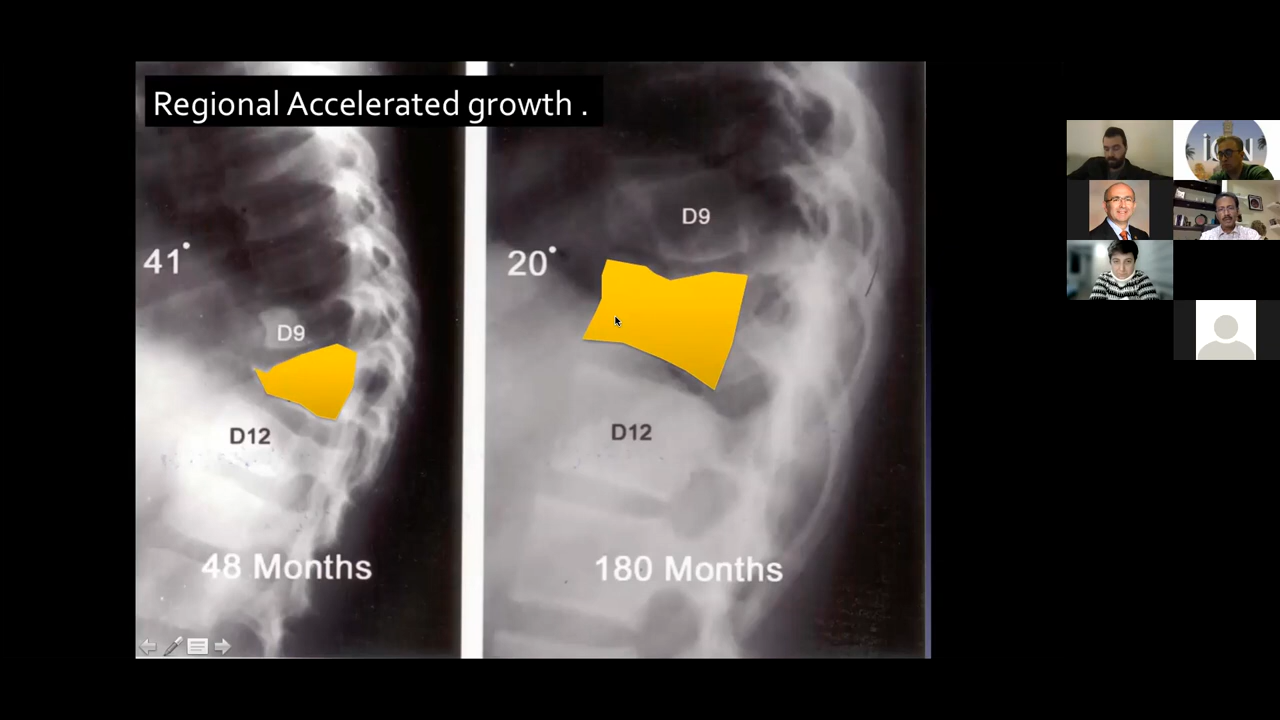 Regional Accelerated growth .
41°
D9
D12
48 Months
20°
D9
D12
180 Months